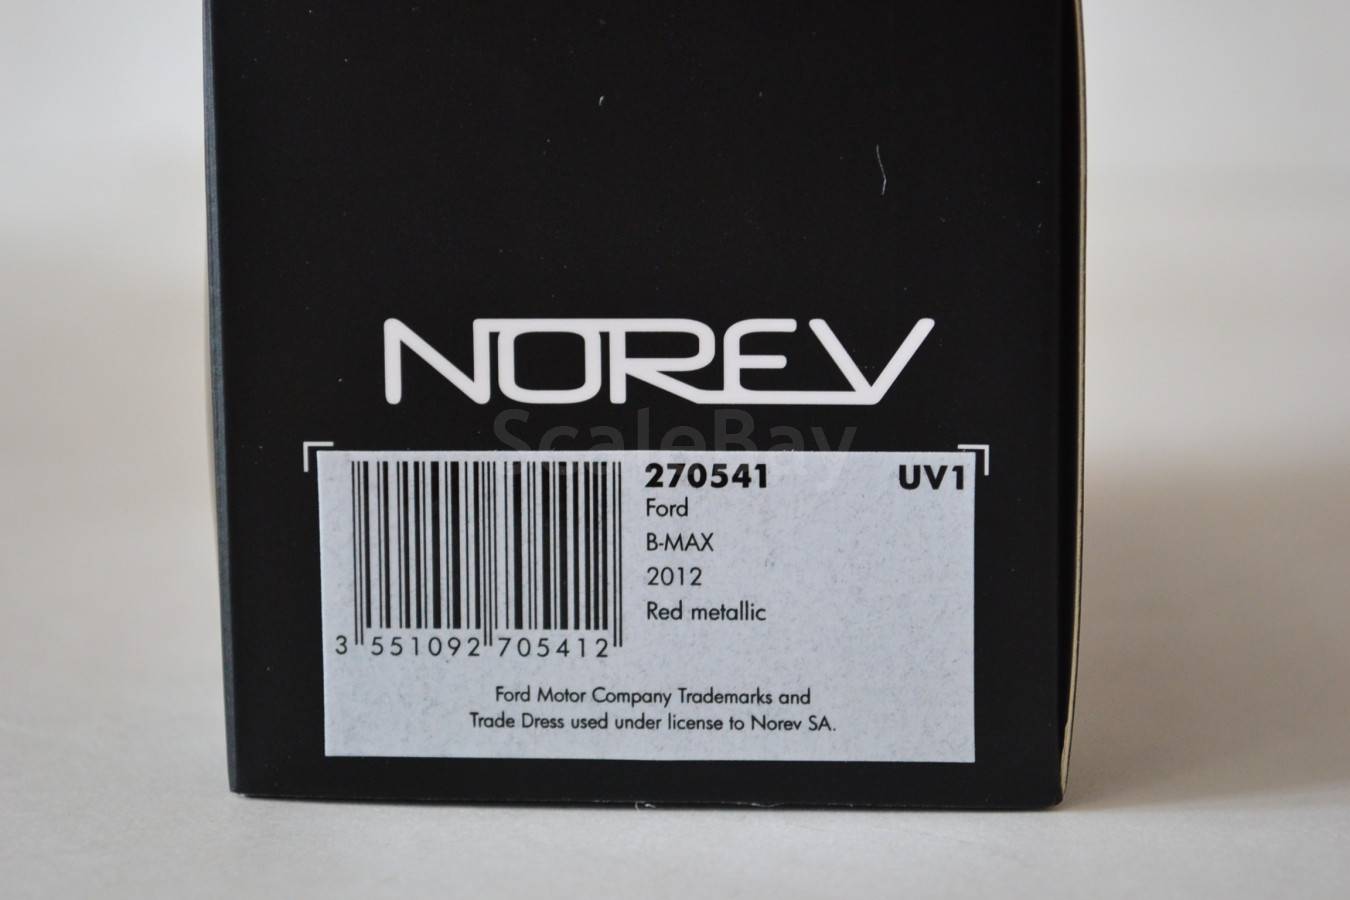 NOREV
ScaleBay
270541 UV1
Ford
B-MAX
2012
Red metallic
3 551092 705412
Ford Motor Company Trademarks and
Trade Dress used under license to Norev SA.